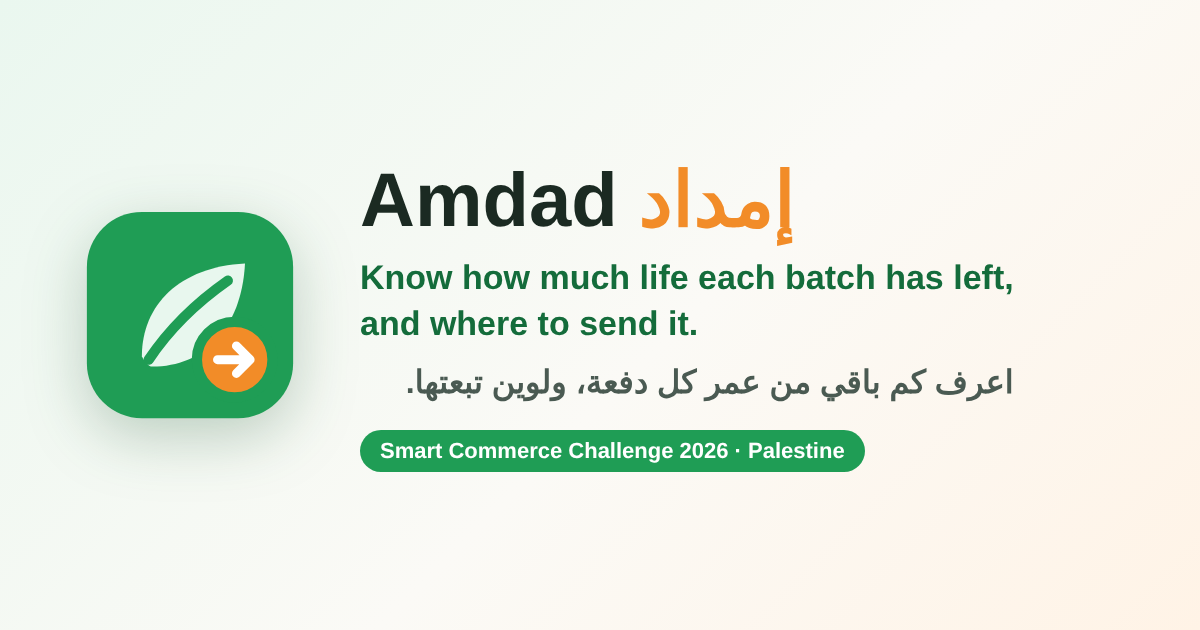 Amdad إمداد
Know how much life each batch has left,
and where to send it.
اعرف كم باقي من عمر كل دفعة، ولوين تبعتها.
Smart Commerce Challenge 2026 · Palestine